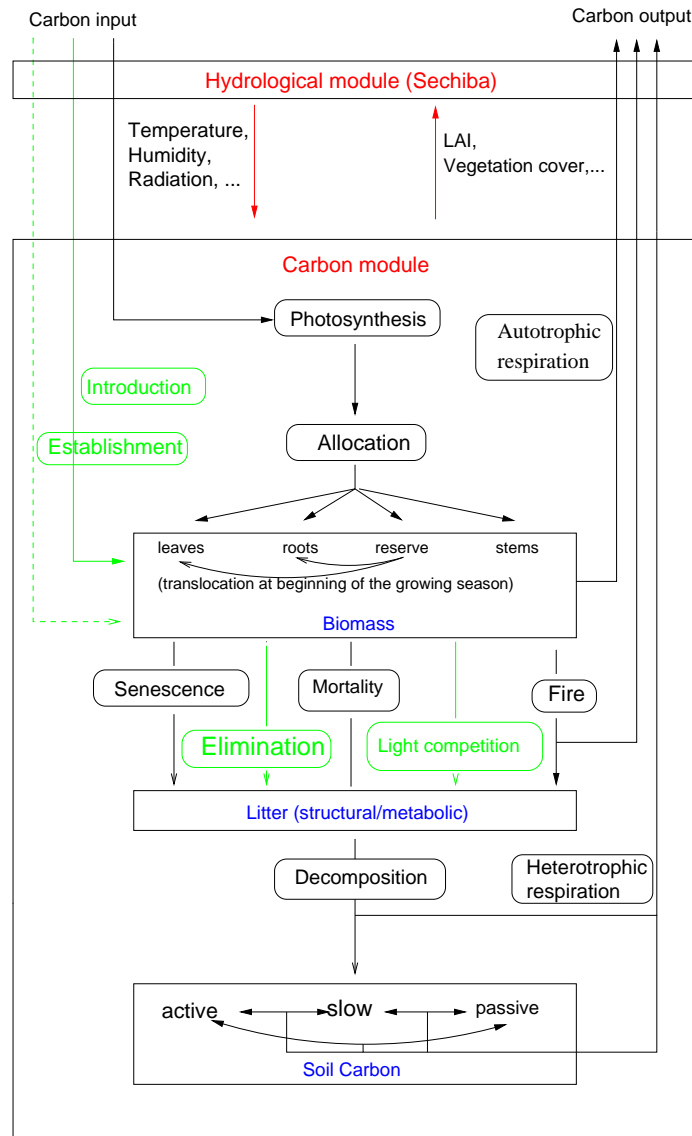 Carbon input
Carbon output
Hydrological module (Sechiba)
Temperature,
Humidity,
Radiation, ...
LAI,
Vegetation cover,...
Carbon module
Photosynthesis
Autotrophic
respiration
Introduction
Establishment
Allocation
leaves roots reserve stems
(translocation at beginning of the growing season)
Biomass
Senescence
Mortality
Fire
Elimination
Light competition
Litter (structural/metabolic)
Decomposition
Heterotrophic
respiration
active slow passive
Soil Carbon